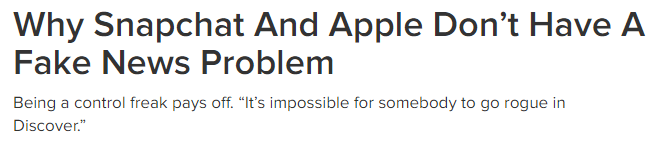 Why Snapchat And Apple Don’t Have A
Fake News Problem
Being a control freak pays off. “It’s impossible for somebody to go rogue in
Discover.”